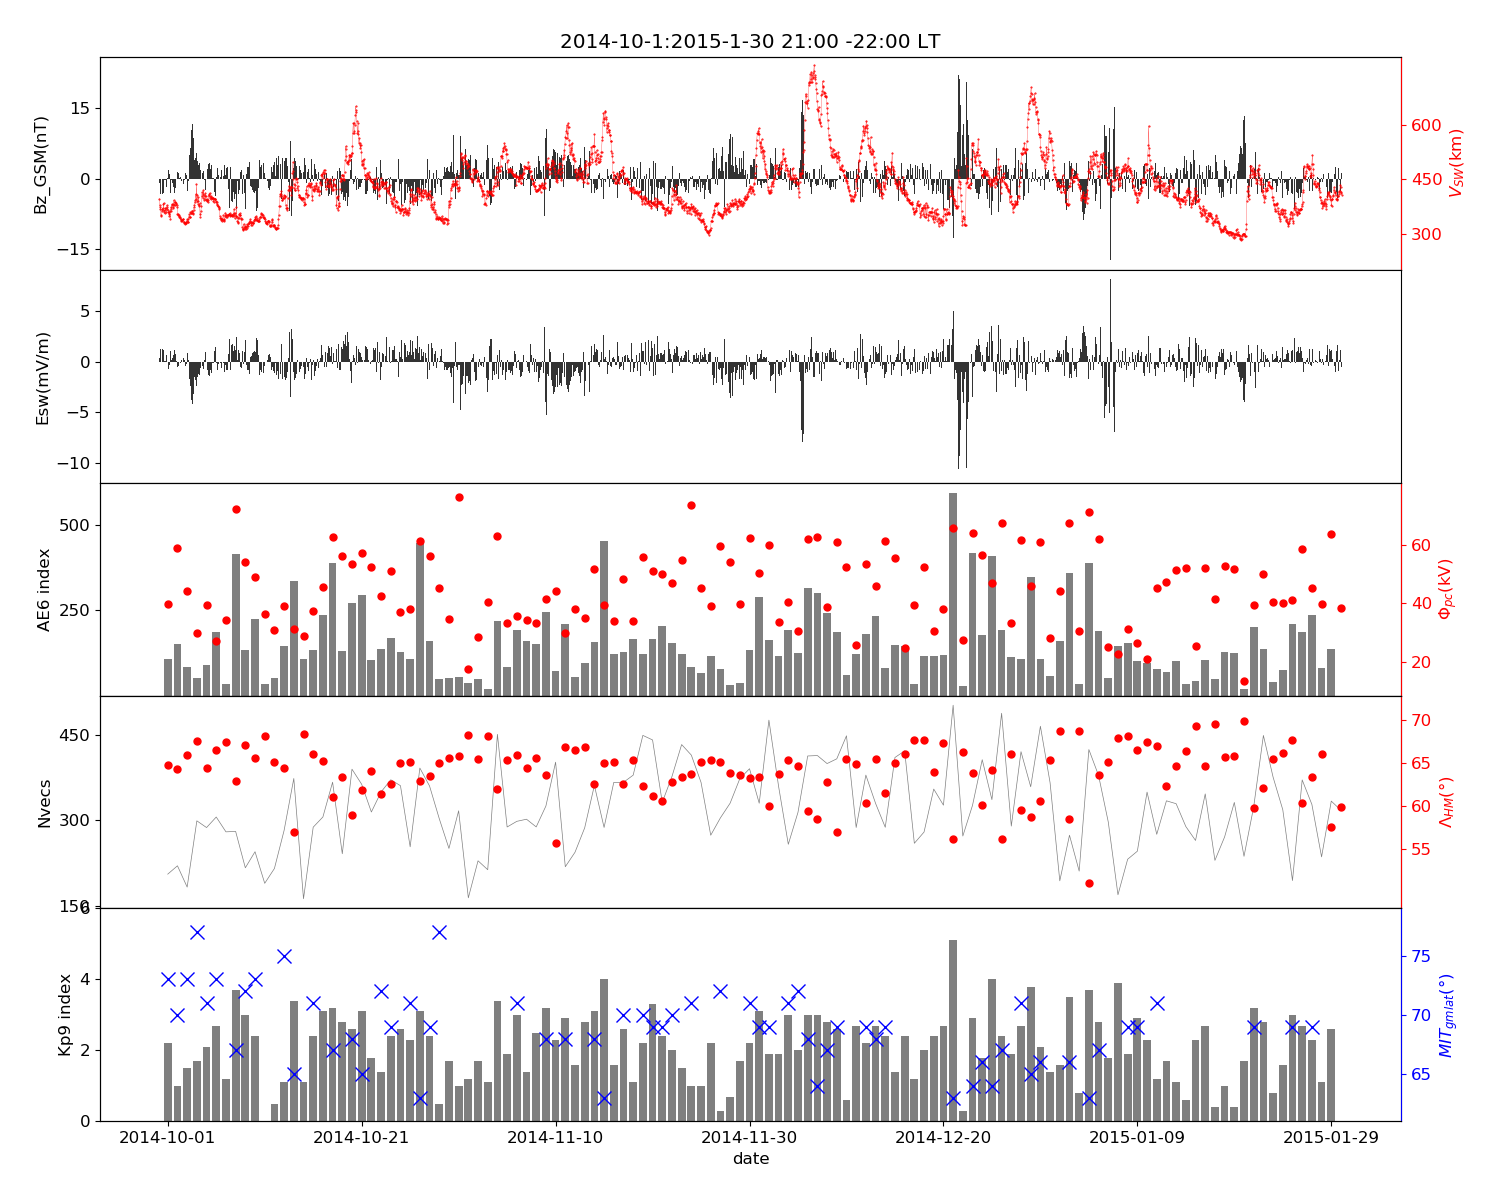 2014-10-1:2015-1-30 21:00 -22:00 LT
Bz_GSM(nT)
15
0
−15
600
450
300
V_SW(km)
Esw(mV/m)
5
0
−5
−10
AE6 index
500
250
60
40
20
Φ_pc(kV)
Nvecs
450
300
150
70
65
60
55
Λ_HM(°)
Kp9 index
6
4
2
0
75
70
65
MIT_gmlat(°)
2014-10-01 2014-10-21 2014-11-10 2014-11-30 2014-12-20 2015-01-09 2015-01-29
date